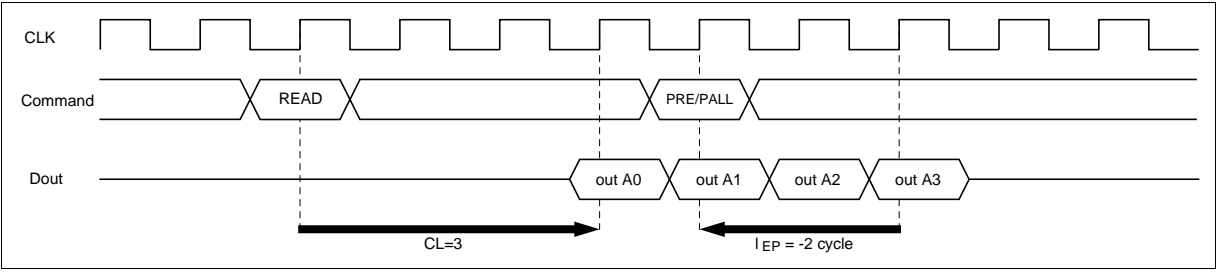 CLK
Command READ PRE/PALL
Dout out A0 out A1 out A2 out A3
CL=3 l EP = -2 cycle